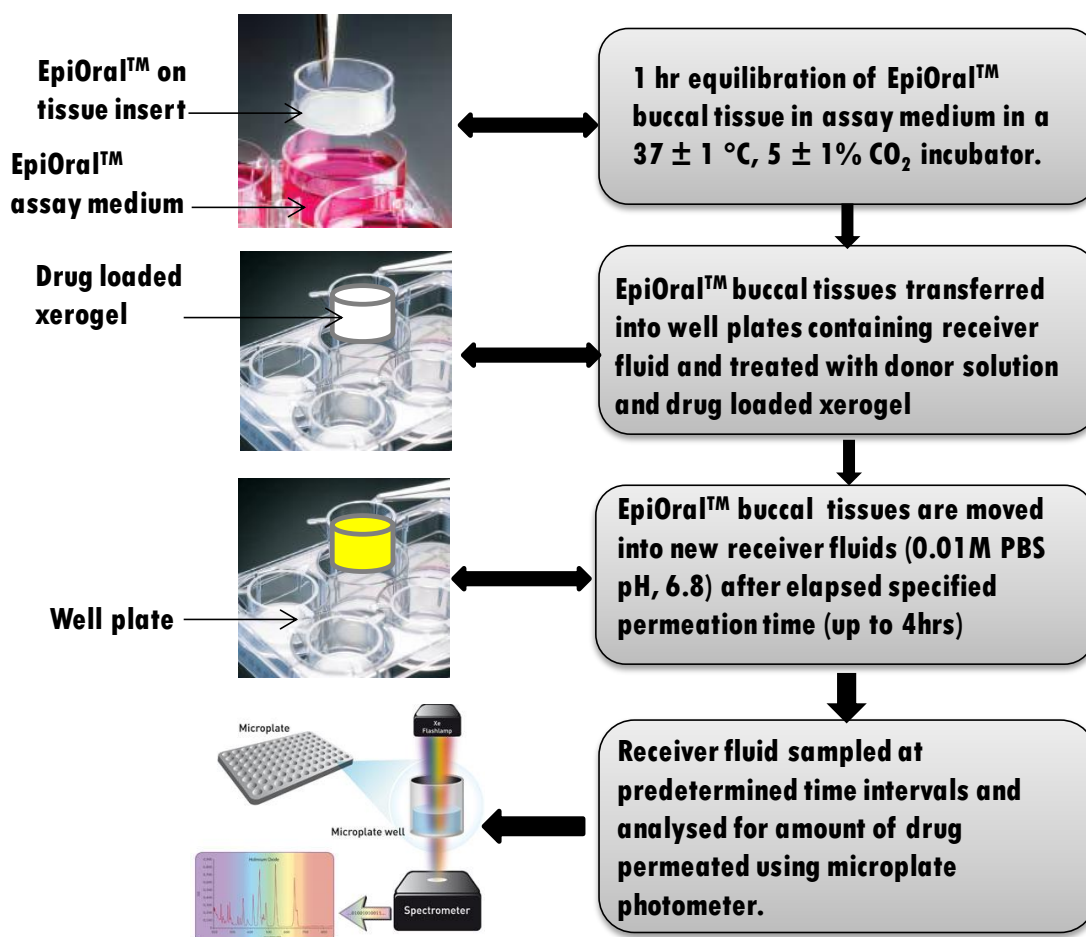 EpiOral™ on
tissue insert
EpiOral™
assay medium
1 hr equilibration of EpiOral™
buccal tissue in assay medium in a
37 ± 1 °C, 5 ± 1% CO₂ incubator.
Drug loaded
xerogel
EpiOral™ buccal tissues transferred
into well plates containing receiver
fluid and treated with donor solution
and drug loaded xerogel
Well plate
EpiOral™ buccal  tissues are moved
into new receiver fluids (0.01M PBS
pH, 6.8) after elapsed specified
permeation time (up to 4hrs)
Microplate
Xe
Flashlamp
Microplate well
Holmium Oxide
Spectrometer
Receiver fluid sampled at
predetermined time intervals and
analysed for amount of drug
permeated using microplate
photometer.